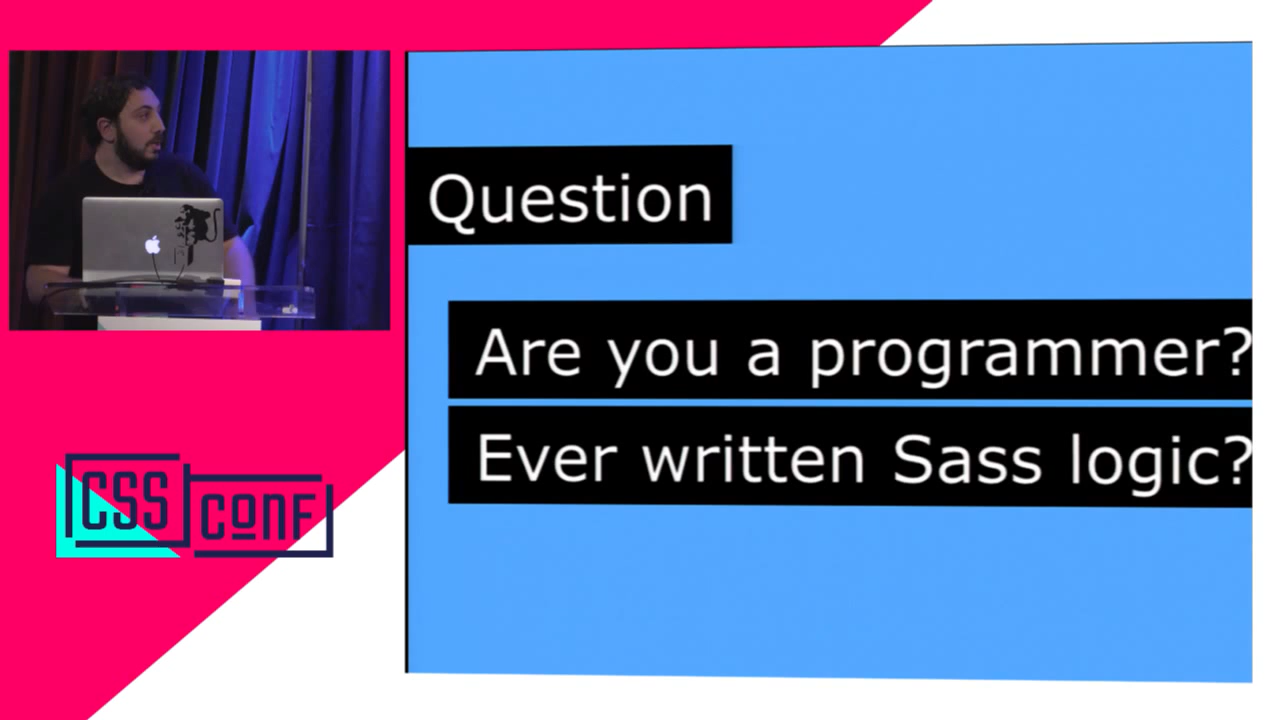 Question
Are you a programmer?
Ever written Sass logic?
CSS
CONF